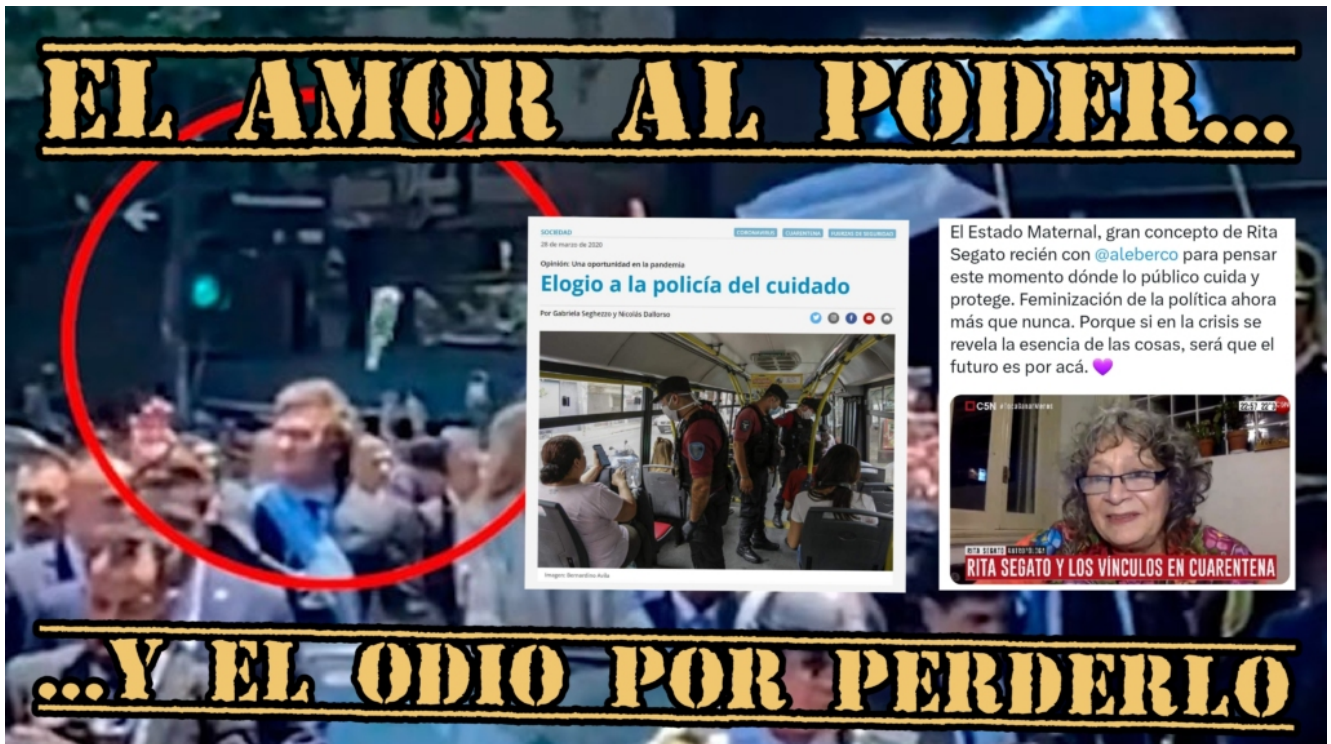 EL AMOR AL PODER...
SOCIEDAD
CORONAVIRUS CUARENTENA FUERZAS DE SEGURIDAD
28 de marzo de 2020
Opinión: Una oportunidad en la pandemia
Elogio a la policía del cuidado
Por Gabriela Seghezzo y Nicolás Dallorso
Imagen: Bernardino Avila
El Estado Maternal, gran concepto de Rita
Segato recién con @aleberco para pensar
este momento dónde lo público cuida y
protege. Feminización de la política ahora
más que nunca. Porque si en la crisis se
revela la esencia de las cosas, será que el
futuro es por acá. 💜
C5N
22:57
RITA SEGATO
RITA SEGATO Y LOS VÍNCULOS EN CUARENTENA
...Y EL ODIO POR PERDERLO